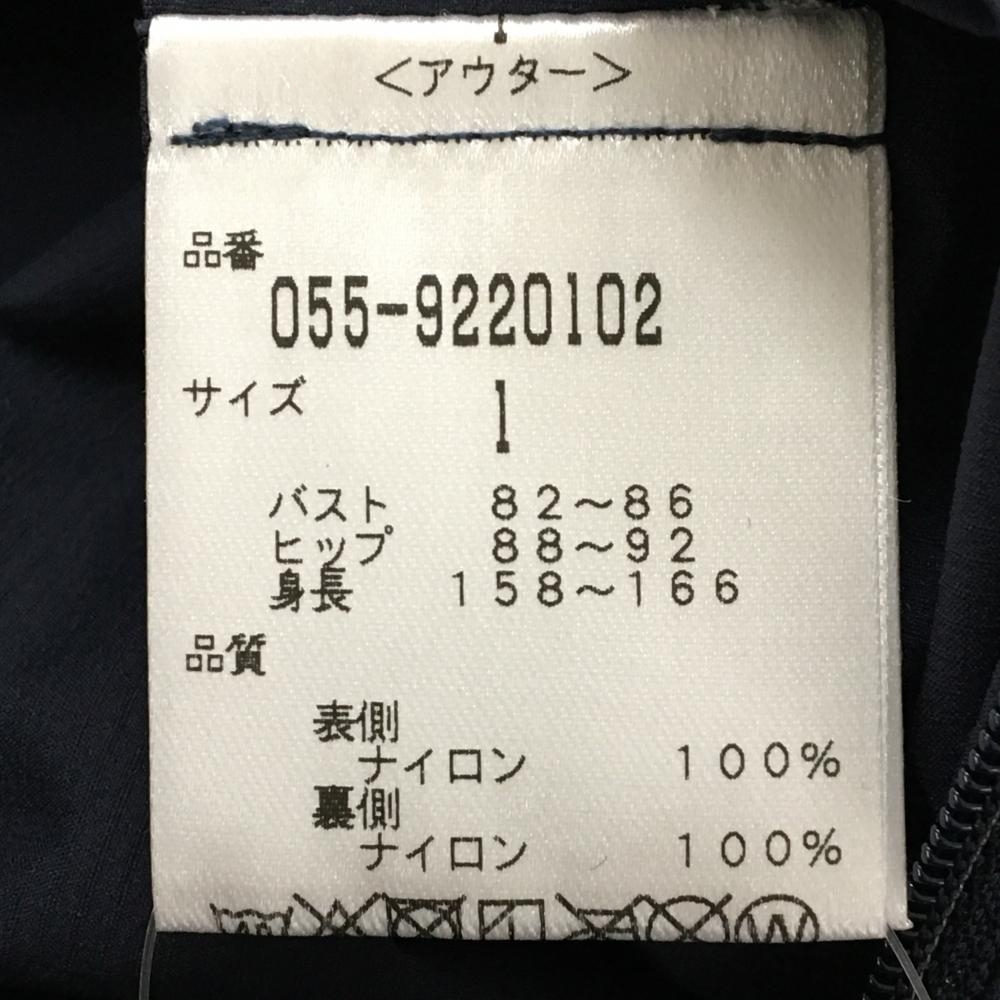 ＜アウター＞
品番
055-9220102
サイズ 1
バスト 82～86
ヒップ 88～92
身長 158～166
品質
表側
ナイロン 100%
裏側
ナイロン 100%
W